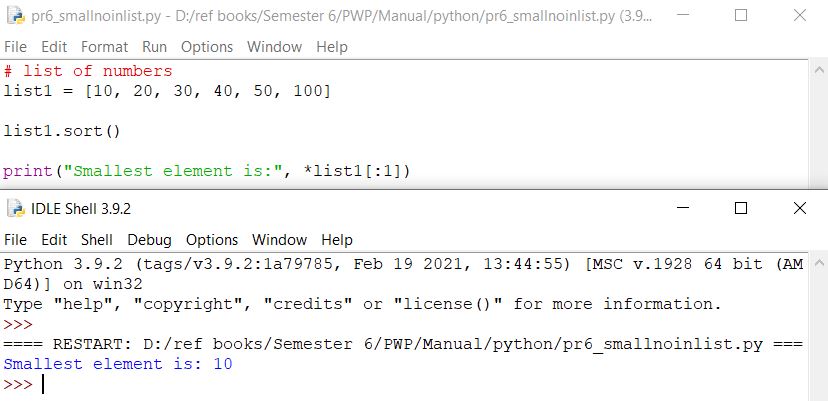 pr6_smallnoinlist.py - D:/ref books/Semester 6/PWP/Manual/python/pr6_smallnoinlist.py (3.9...
File Edit Format Run Options Window Help
# list of numbers
list1 = [10, 20, 30, 40, 50, 100]
list1.sort()
print("Smallest element is:", *list1[:1])
IDLE Shell 3.9.2
File Edit Shell Debug Options Window Help
Python 3.9.2 (tags/v3.9.2:1a79785, Feb 19 2021, 13:44:55) [MSC v.1928 64 bit (AM
D64)] on win32
Type "help", "copyright", "credits" or "license()" for more information.
>>>
==== RESTART: D:/ref books/Semester 6/PWP/Manual/python/pr6_smallnoinlist.py ===
Smallest element is: 10
>>>